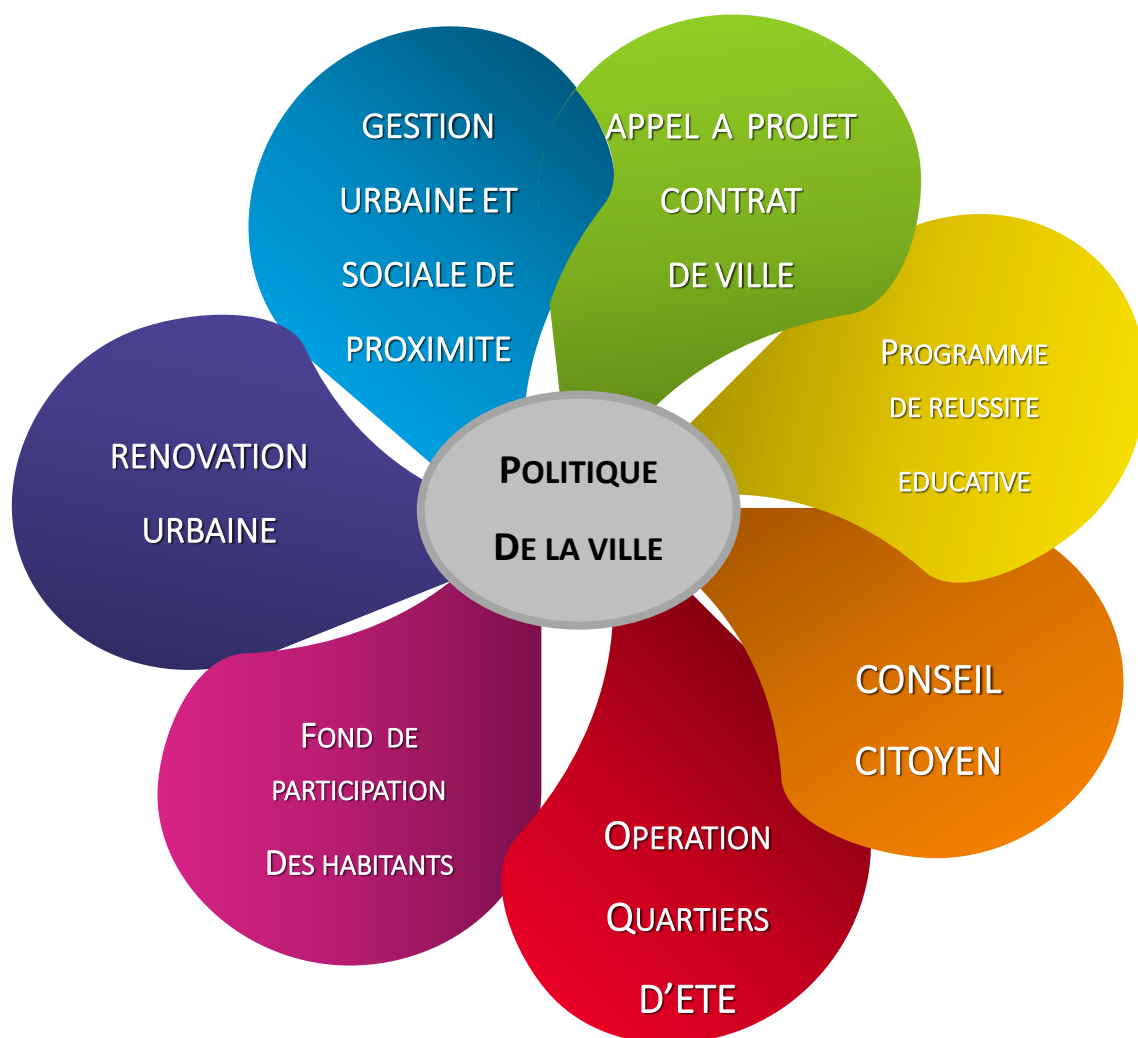 GESTION
URBAINE ET
SOCIALE DE
PROXIMITE
APPEL A PROJET
CONTRAT
DE VILLE
PROGRAMME
DE REUSSITE
EDUCATIVE
RENOVATION
URBAINE
POLITIQUE
DE LA VILLE
CONSEIL
CITOYEN
FOND DE
PARTICIPATION
DES HABITANTS
OPERATION
QUARTIERS
D’ETE